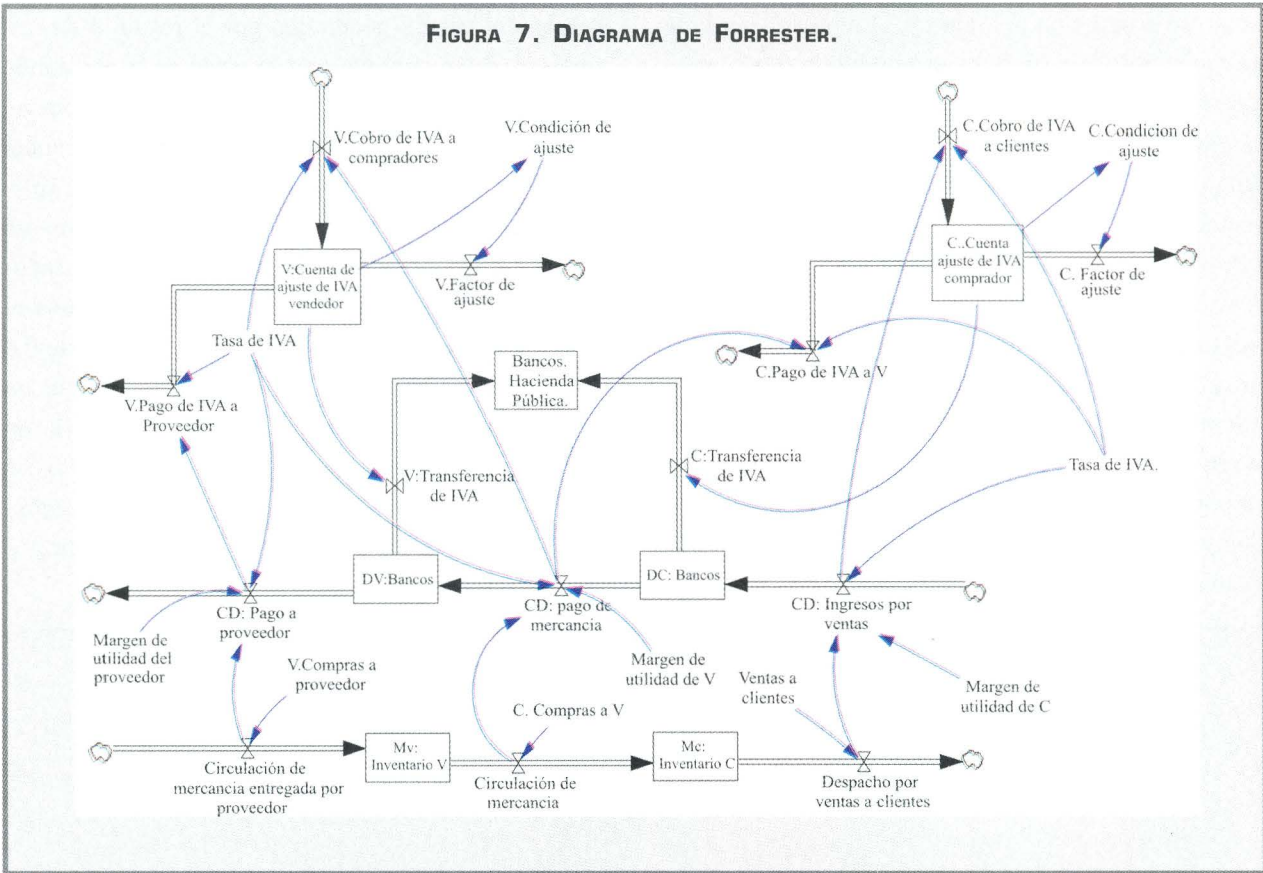 FIGURA 7. DIAGRAMA DE FORRESTER.
V.Cobro de IVA a
compradores
V.Condición de
ajuste
C.Cobro de IVA
a clientes
C.Condicion de
ajuste
V:Cuenta de
ajuste de IVA
vendedor
V.Factor de
ajuste
C..Cuenta
ajuste de IVA
comprador
C. Factor de
ajuste
Tasa de IVA
Bancos.
Hacienda
Pública.
C.Pago de IVA a V
V.Pago de IVA a
Proveedor
V:Transferencia
de IVA
C:Transferencia
de IVA
Tasa de IVA.
DV:Bancos
DC: Bancos
CD: Pago a
proveedor
CD: pago de
mercancia
CD: Ingresos por
ventas
Margen de
utilidad del
proveedor
V.Compras a
proveedor
Margen de
utilidad de V
Ventas a
clientes
Margen de
utilidad de C
C. Compras a V
Mv:
Inventario V
Mc:
Inventario C
Circulación de
mercancia entregada por
proveedor
Circulación de
mercancia
Despacho por
ventas a clientes